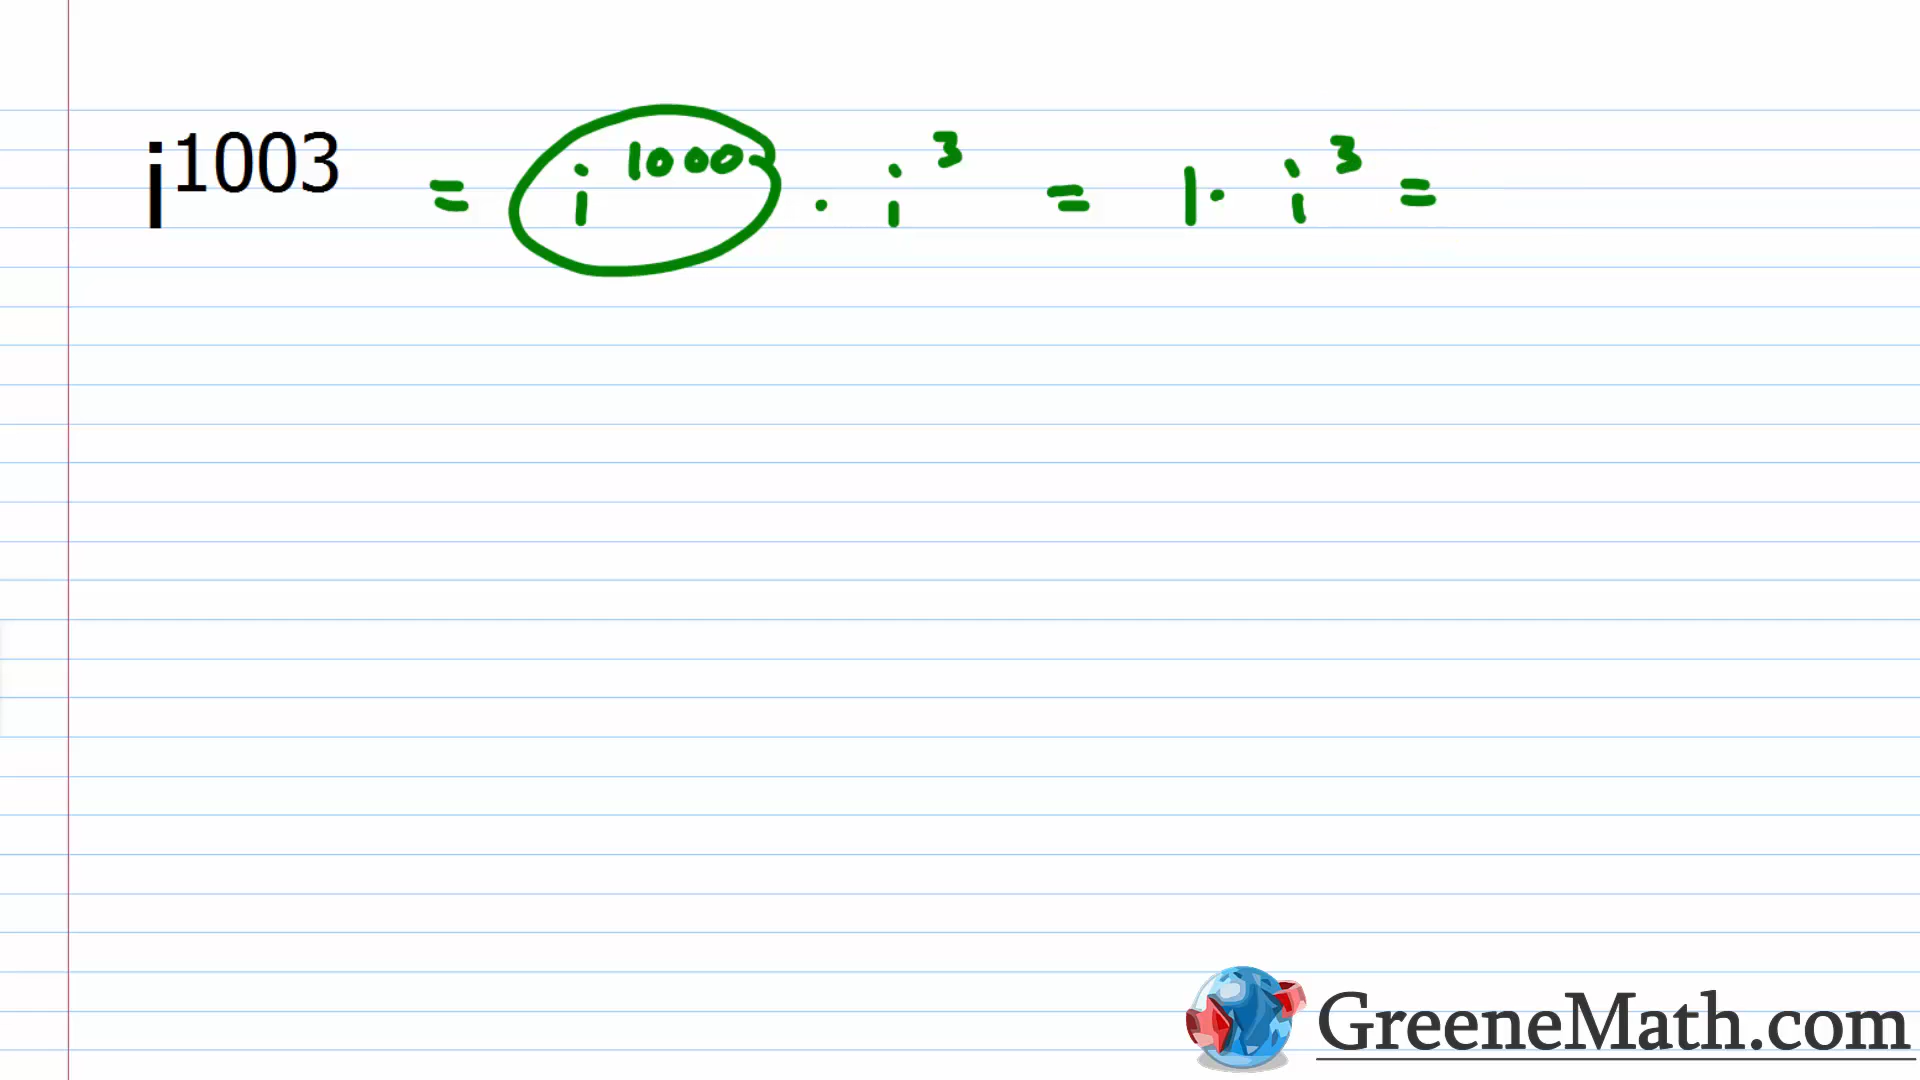 i¹⁰⁰³ = i¹⁰⁰⁰ · i³ = 1 · i³ =
GreeneMath.com